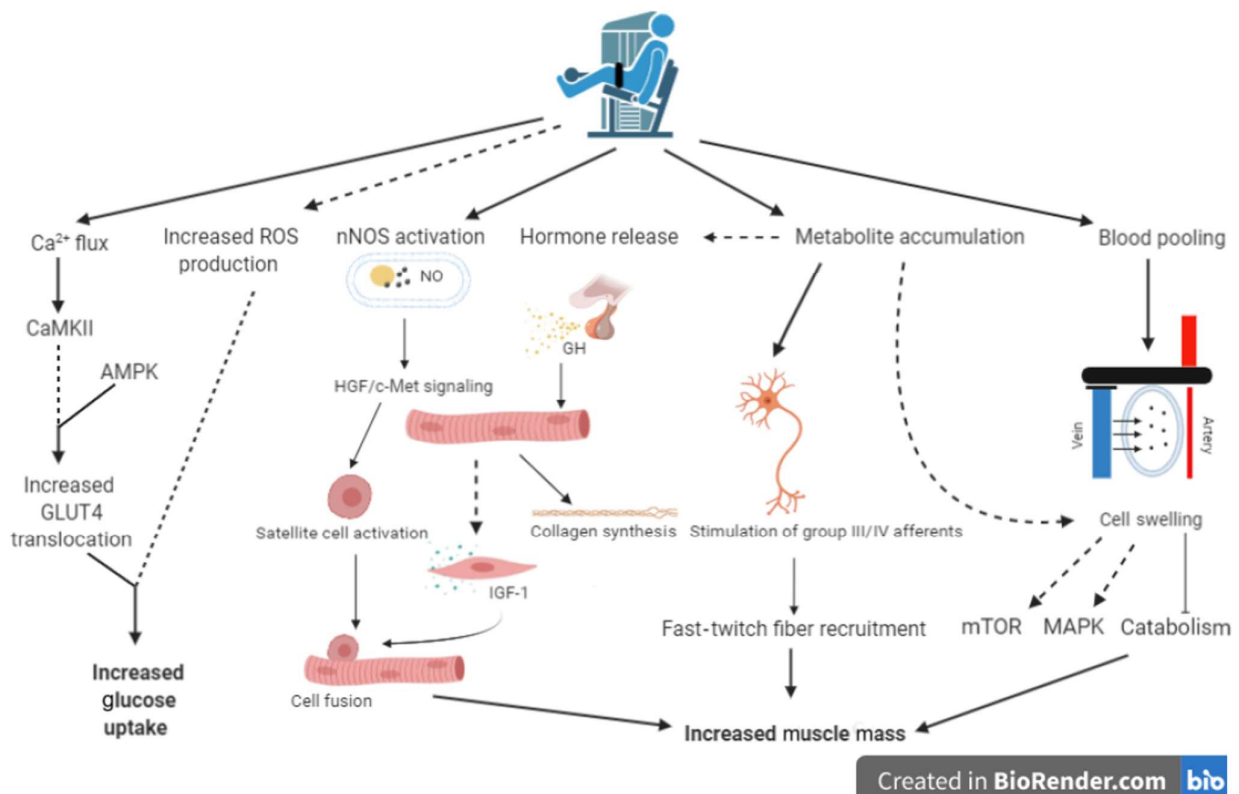 Ca²⁺ flux
Increased ROS
production
nNOS activation
Hormone release
Metabolite accumulation
Blood pooling
NO
GH
CaMKII
AMPK
HGF/c-Met signaling
Vein
Artery
Increased
GLUT4
translocation
Satellite cell activation
Collagen synthesis
Stimulation of group III/IV afferents
Cell swelling
IGF-1
Fast-twitch fiber recruitment
mTOR
MAPK
Catabolism
Increased
glucose
uptake
Cell fusion
Increased muscle mass
Created in BioRender.com
bio